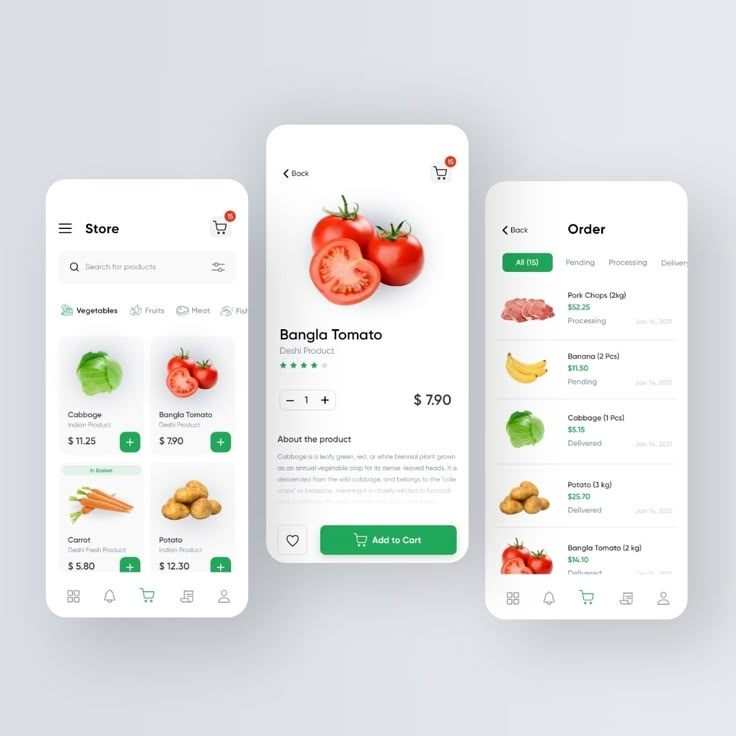 15
Store
Search for products
Vegetables
Fruits
Meat
Fish
Cabbage
Indian Product
$ 11.25
+
Bangla Tomato
Deshi Product
$ 7.90
+
In Basket
Carrot
Deshi Fresh Product
$ 5.80
+
Potato
Indian Product
$ 12.30
+
Back
15
Bangla Tomato
Deshi Product
− 1 +
$ 7.90
About the product
Cabbage is a leafy green, red, or white biennial plant grown
as an annual vegetable crop for its dense-leaved heads. It is
descended from the wild cabbage, and belongs to the "cole
crops" or brassicas, meaning it is closely related to broccoli
Add to Cart
Back
Order
All (15)
Pending
Processing
Delivery
Pork Chops (2kg)
$52.25
Processing
Jan 14, 2021
Banana (2 Pcs)
$11.50
Pending
Jan 14, 2021
Cabbage (1 Pcs)
$5.15
Delivered
Jan 14, 2021
Potato (3 kg)
$25.70
Delivered
Jan 14, 2021
Bangla Tomato (2 kg)
$14.10
Delivered